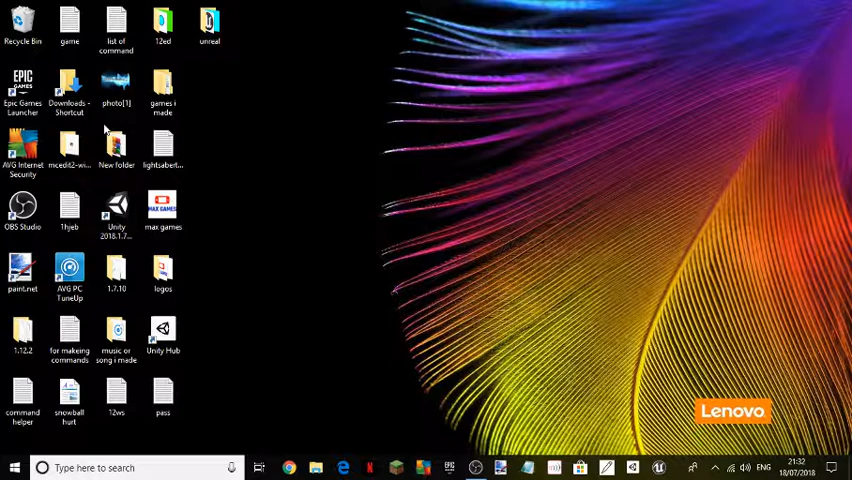 Recycle Bin
game
list of
command
12ed
unreal
EPIC
GAMES
Epic Games
Launcher
Downloads -
Shortcut
photo[1]
games i
made
AVG Internet
Security
mcedit2-wi...
New folder
lightsabert...
OBS Studio
1hjeb
Unity
2018.1.7...
MAX GAMES
max games
paint.net
AVG PC
TuneUp
1.7.10
logos
1.12.2
for makeing
commands
music or
song i made
Unity Hub
command
helper
snowball
hurt
12ws
pass
Lenovo
Type here to search
EPIC
ENG
21:32
18/07/2018